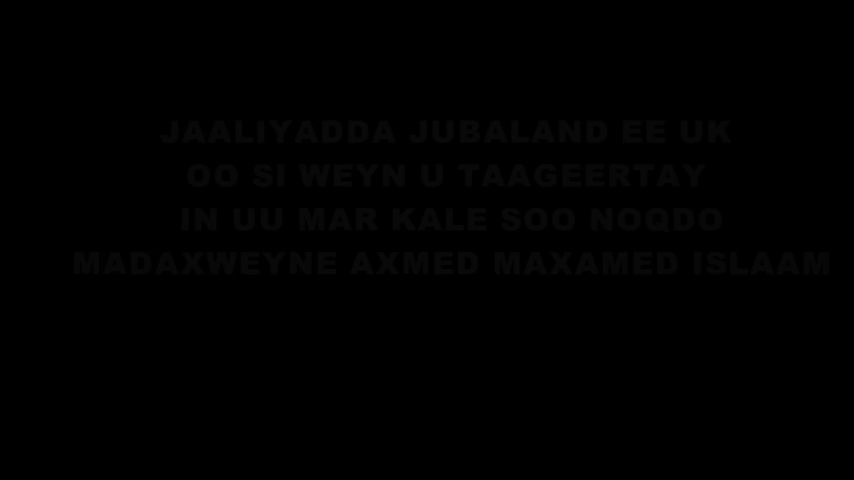 JAALIYADDA JUBALAND EE UK
OO SI WEYN U TAAGEERTAY
IN UU MAR KALE SOO NOQDO
MADAXWEYNE AXMED MAXAMED ISLAAM